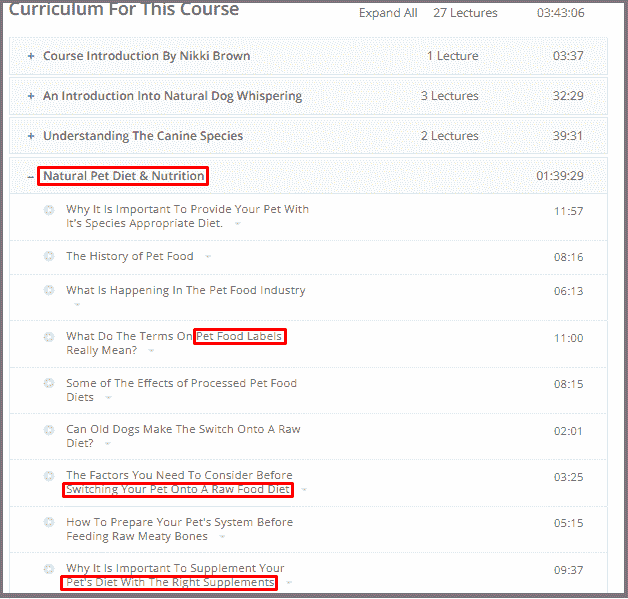 Curriculum For This Course Expand All 27 Lectures 03:43:06
+ Course Introduction By Nikki Brown 1 Lecture 03:37
+ An Introduction Into Natural Dog Whispering 3 Lectures 32:29
+ Understanding The Canine Species 2 Lectures 39:31
– Natural Pet Diet & Nutrition 01:39:29
Why It Is Important To Provide Your Pet With 11:57
It's Species Appropriate Diet.
The History of Pet Food 08:16
What Is Happening In The Pet Food Industry 06:13
What Do The Terms On Pet Food Labels 11:00
Really Mean?
Some of The Effects of Processed Pet Food 08:15
Diets
Can Old Dogs Make The Switch Onto A Raw 02:01
Diet?
The Factors You Need To Consider Before 03:25
Switching Your Pet Onto A Raw Food Diet
How To Prepare Your Pet's System Before 05:15
Feeding Raw Meaty Bones
Why It Is Important To Supplement Your 09:37
Pet's Diet With The Right Supplements